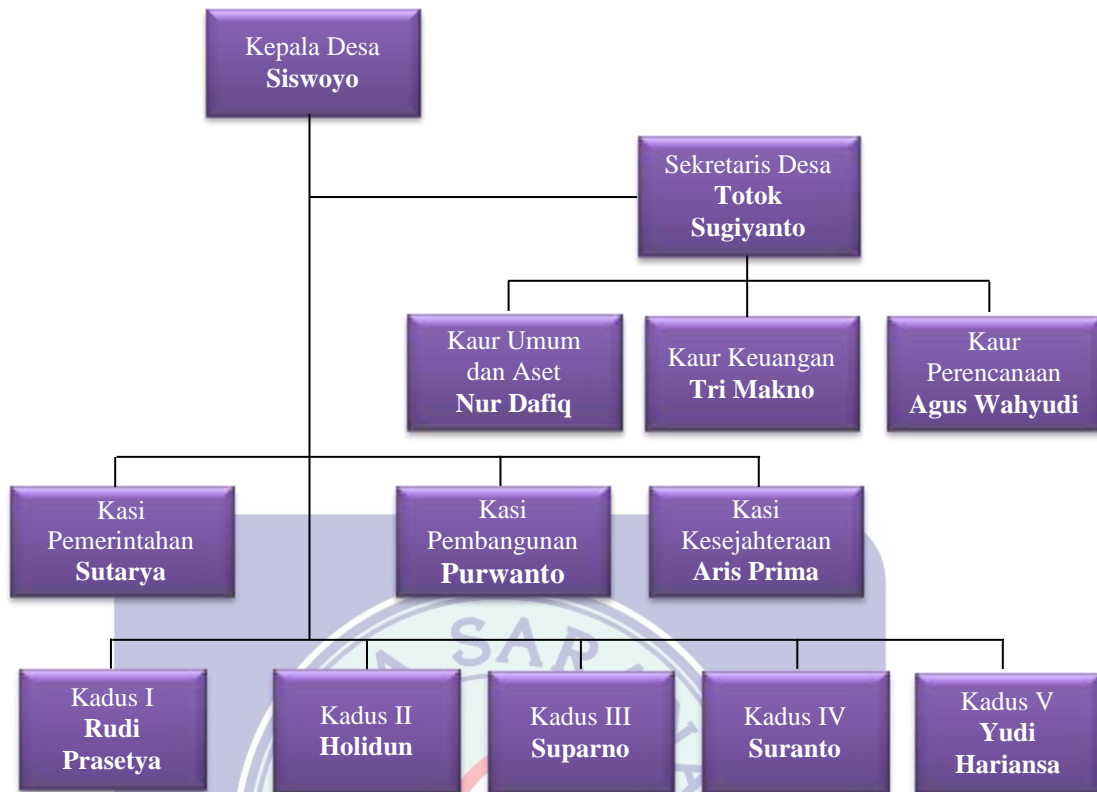 Kepala Desa
Siswoyo
Sekretaris Desa
Totok
Sugiyanto
Kaur Umum
dan Aset
Nur Dafiq
Kaur Keuangan
Tri Makno
Kaur
Perencanaan
Agus Wahyudi
Kasi
Pemerintahan
Sutarya
Kasi
Pembangunan
Purwanto
Kasi
Kesejahteraan
Aris Prima
Kadus I
Rudi
Prasetya
Kadus II
Holidun
Kadus III
Suparno
Kadus IV
Suranto
Kadus V
Yudi
Hariansa